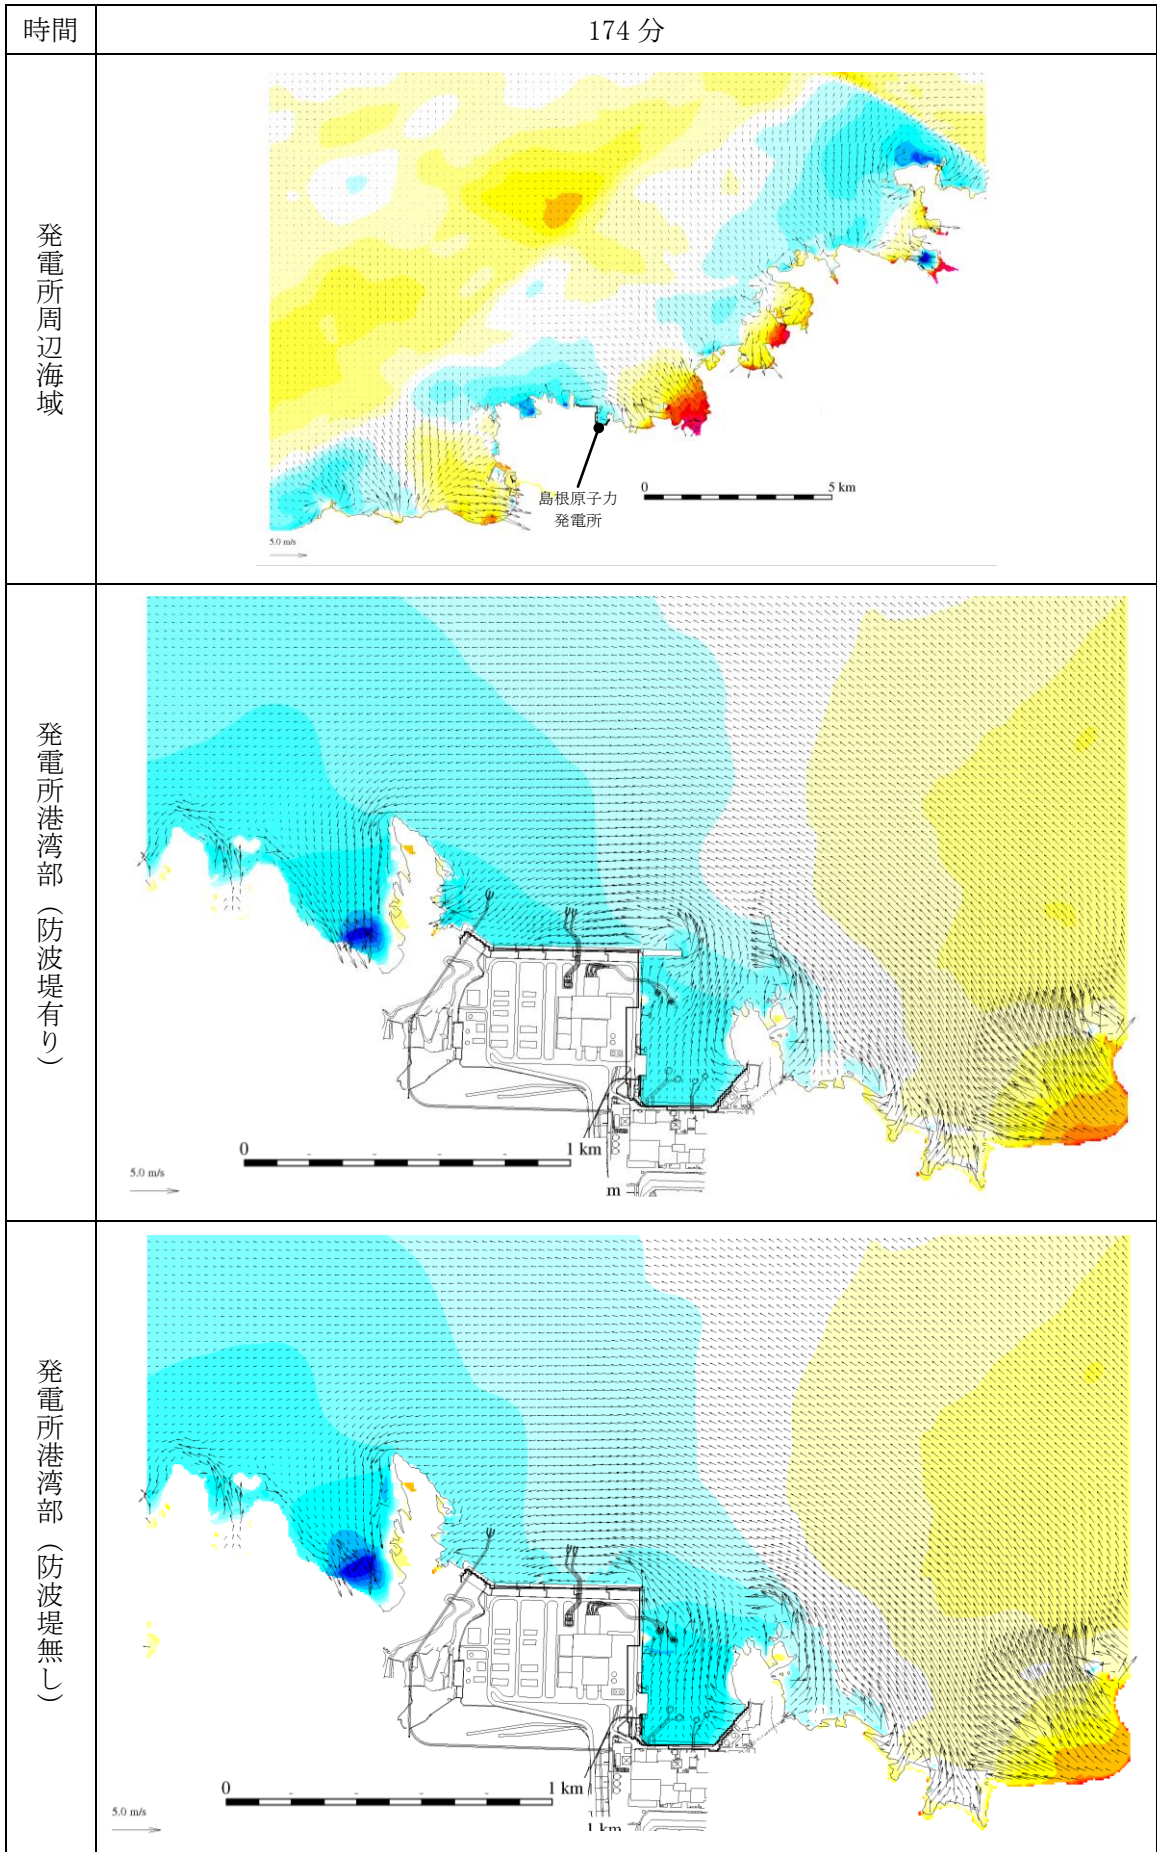 時間
174 分
発電所周辺海域
島根原子力
発電所
0 5 km
5.0 m/s
発電所港湾部（防波堤有り）
0 1 km
5.0 m/s
m
発電所港湾部（防波堤無し）
0 1 km
5.0 m/s
1 km